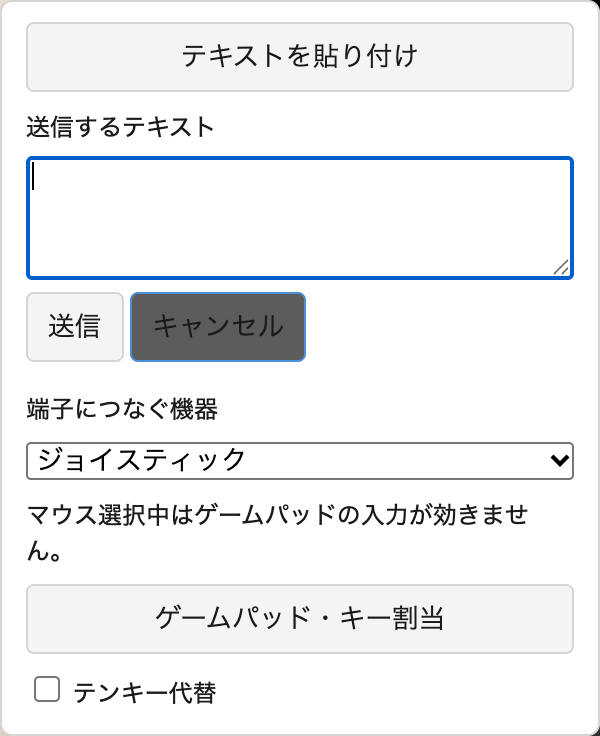 テキストを貼り付け
送信するテキスト
送信
キャンセル
端子につなぐ機器
ジョイスティック
マウス選択中はゲームパッドの入力が効きませ
ん。
ゲームパッド・キー割当
テンキー代替